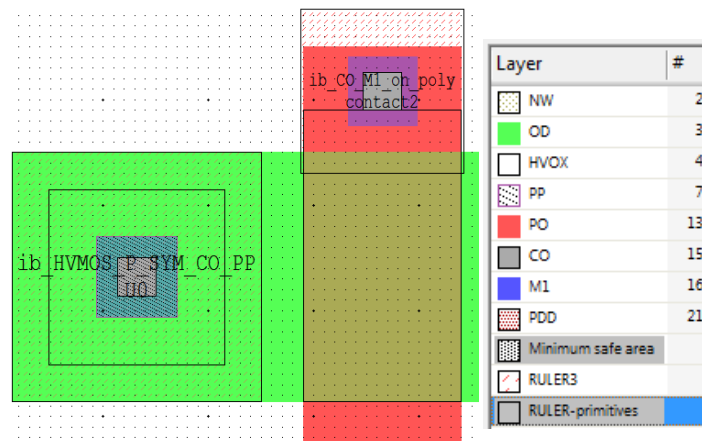 ib_CO_M1_on_poly
contact2
ib_HVMOS_P_SYM_CO_PP
U0
Layer #
NW 2
OD 3
HVOX 4
PP 7
PO 13
CO 15
M1 16
PDD 21
Minimum safe area
RULER3
RULER-primitives